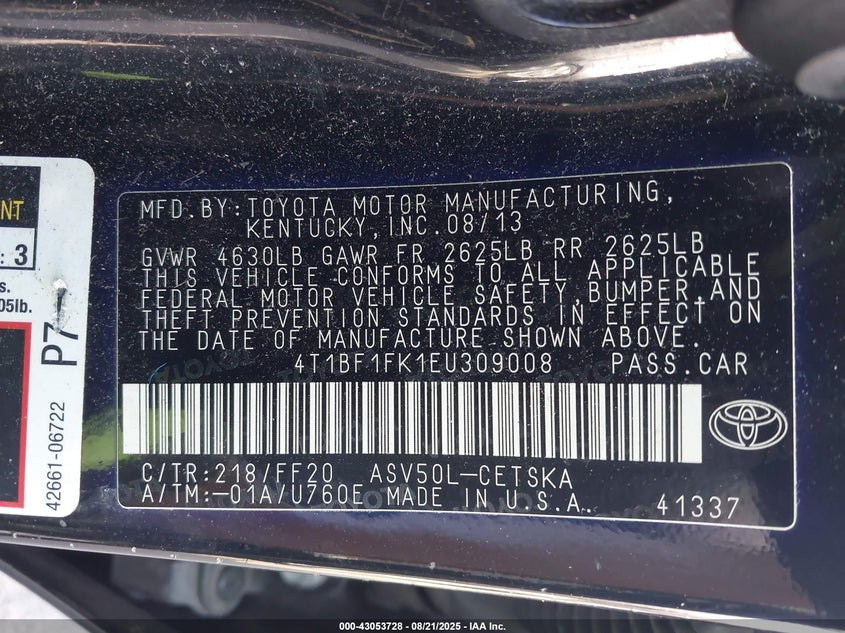 MFD.BY:TOYOTA MOTOR MANUFACTURING,
KENTUCKY,INC.08/13
GVWR 4630LB GAWR FR 2625LB RR 2625LB
THIS VEHICLE CONFORMS TO ALL APPLICABLE
FEDERAL MOTOR VEHICLE SAFETY,BUMPER,AND
THEFT PREVENTION STANDARDS IN EFFECT ON
THE DATE OF MANUFACTURE SHOWN ABOVE.
4T1BF1FK1EU309008 PASS.CAR
C/TR:218/FF20 ASV50L-CETSKA
A/TM:-01A/U760E MADE IN U.S.A. 41337
: 3
05lb.
P7
42661-06722
000-43053728 - 08/21/2025 - IAA Inc.